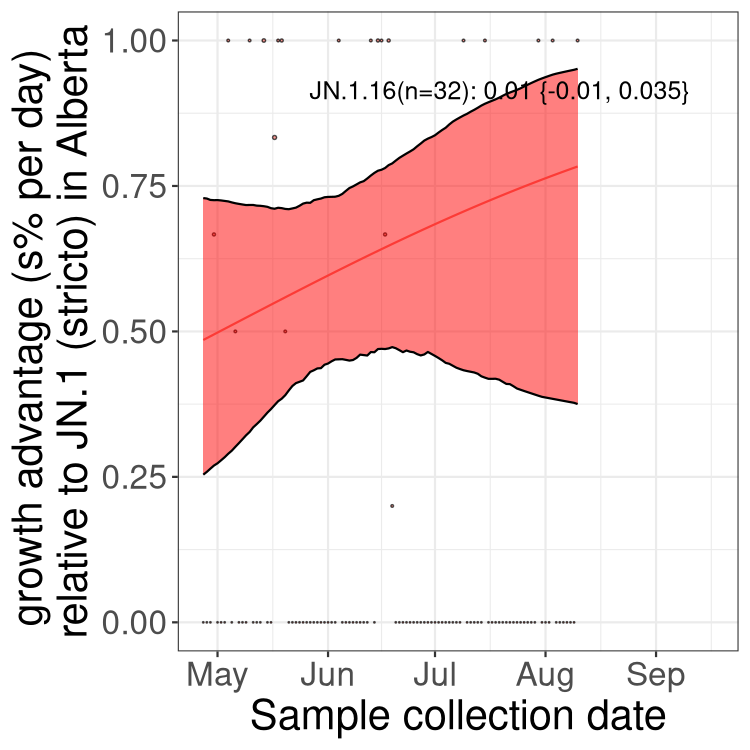 growth advantage (s% per day)
relative to JN.1 (stricto) in Alberta
1.00
0.75
0.50
0.25
0.00
JN.1.16(n=32): 0.01 {-0.01, 0.035}
May Jun Jul Aug Sep
Sample collection date